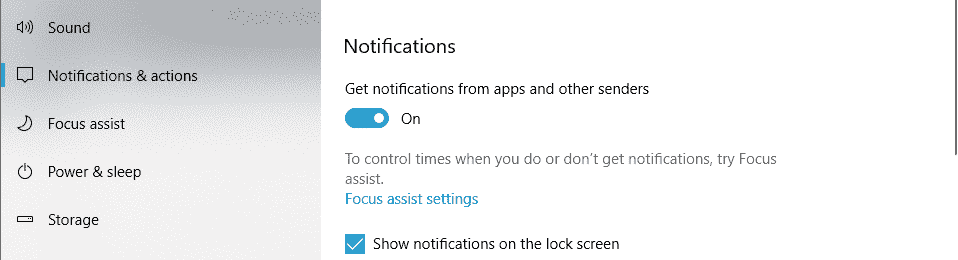 Sound
Notifications & actions
Focus assist
Power & sleep
Storage
Notifications
Get notifications from apps and other senders
On
To control times when you do or don't get notifications, try Focus
assist.
Focus assist settings
Show notifications on the lock screen